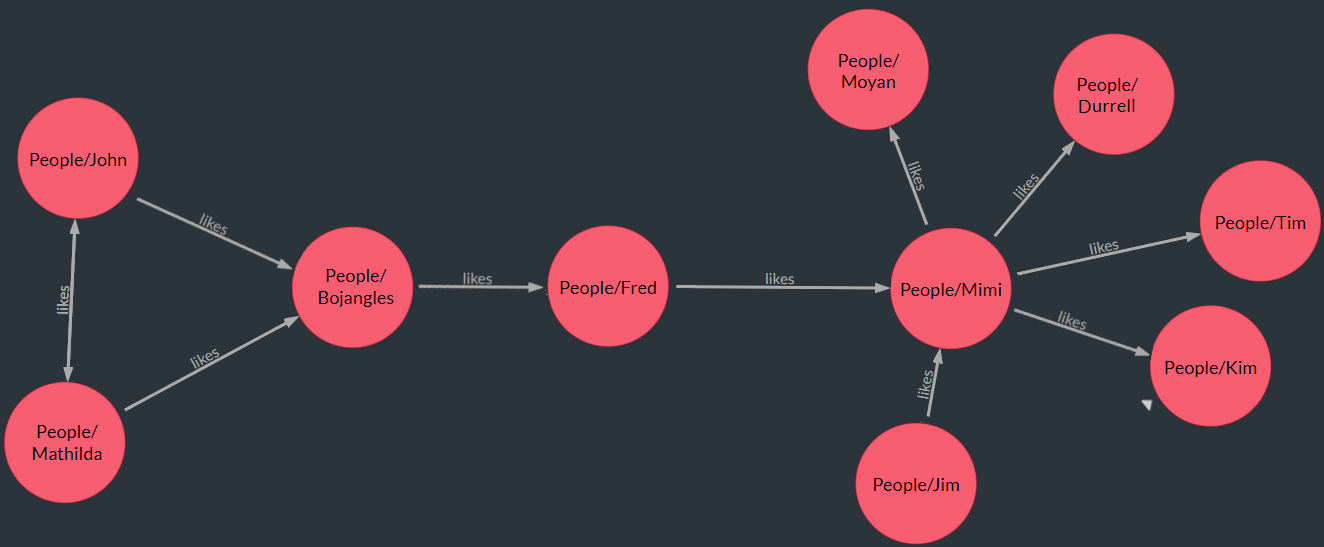 People/
Moyan
People/
Durrell
People/John
likes
likes
likes
People/Tim
likes
likes
People/
Bojangles
likes
People/Fred
likes
People/Mimi
likes
likes
People/Kim
likes
likes
People/
Mathilda
People/Jim